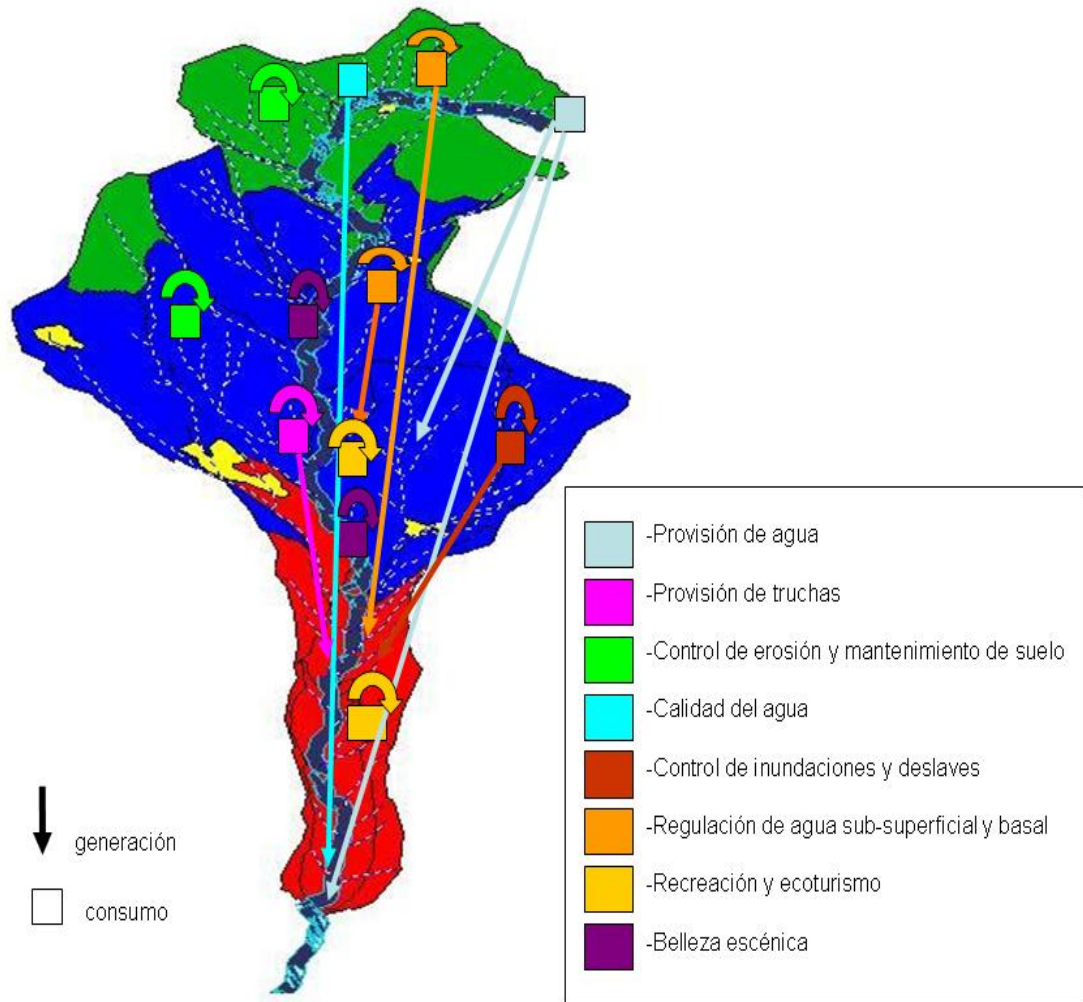 -Provisión de agua
-Provisión de truchas
-Control de erosión y mantenimiento de suelo
-Calidad del agua
-Control de inundaciones y deslaves
-Regulación de agua sub-superficial y basal
-Recreación y ecoturismo
-Belleza escénica
generación
consumo